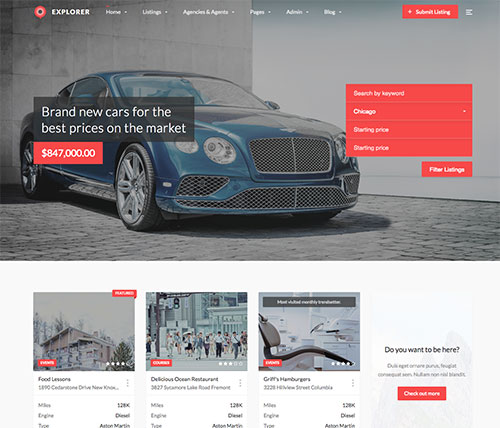 EXPLORER Home Listings Agencies & Agents Pages Admin Blog + Submit Listing
Brand new cars for the
best prices on the market
$847,000.00
Search by keyword
Chicago
Starting price
Starting price
Filter Listings
FEATURED
EVENTS
Food Lessons
1890 Cedarstone Drive New Knox...
Miles 128K
Engine Diesel
Type Aston Martin
COURSES
Delicious Ocean Restaurant
3827 Sycamore Lake Road Fremont
Miles 128K
Engine Diesel
Type Aston Martin
Most visited monthly translation
EVENTS
Griff's Hamburgers
3228 Hillview Street Columbia
Miles 128K
Engine Diesel
Type Aston Martin
Do you want to be here?
Duis eget ornare purus, feugiat
consequat sem. Nullam non nisl blandit.
Check out more